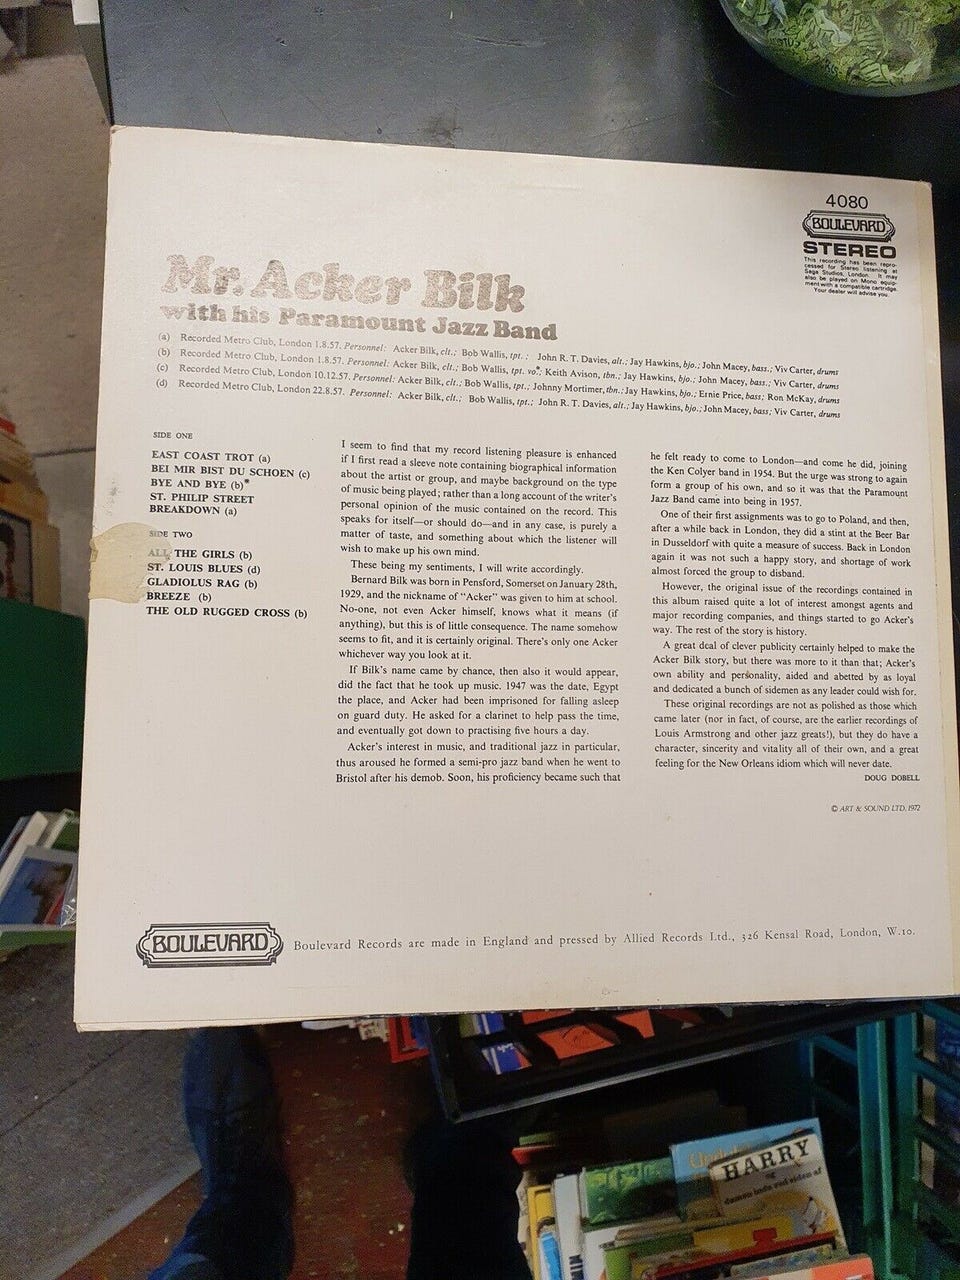 4080
BOULEVARD
STEREO
This recording has been repro-
cessed for Stereo listening at
Saga Studios, London. It may
also be played on Mono equip-
ment with a compatible cartridge.
Your dealer will advise you.
Mr. Acker Bilk
with his Paramount Jazz Band
(a) Recorded Metro Club, London 1.8.57. Personnel: Acker Bilk, clt.; Bob Wallis, tpt.; John R. T. Davies, alt.; Jay Hawkins, bjo.; John Macey, bass.; Viv Carter, drums
(b) Recorded Metro Club, London 1.8.57. Personnel: Acker Bilk, clt.; Bob Wallis, tpt. vo*; Keith Avison, tbn.; Jay Hawkins, bjo.; John Macey, bass.; Viv Carter, drums
(c) Recorded Metro Club, London 10.12.57. Personnel: Acker Bilk, clt.; Bob Wallis, tpt.; Johnny Mortimer, tbn.; Jay Hawkins, bjo.; Ernie Price, bass; Ron McKay, drums
(d) Recorded Metro Club, London 22.8.57. Personnel: Acker Bilk, clt.; Bob Wallis, tpt.; John R. T. Davies, alt.; Jay Hawkins, bjo.; John Macey, bass; Viv Carter, drums
SIDE ONE
EAST COAST TROT (a)
BEI MIR BIST DU SCHOEN (c)
BYE AND BYE (b)*
ST. PHILIP STREET
BREAKDOWN (a)
SIDE TWO
ALL THE GIRLS (b)
ST. LOUIS BLUES (d)
GLADIOLUS RAG (b)
BREEZE (b)
THE OLD RUGGED CROSS (b)
I seem to find that my record listening pleasure is enhanced
if I first read a sleeve note containing biographical information
about the artist or group, and maybe background on the type
of music being played; rather than a long account of the writer's
personal opinion of the music contained on the record. This
speaks for itself—or should do—and in any case, is purely a
matter of taste, and something about which the listener will
wish to make up his own mind.
These being my sentiments, I will write accordingly.
Bernard Bilk was born in Pensford, Somerset on January 28th,
1929, and the nickname of "Acker" was given to him at school.
No-one, not even Acker himself, knows what it means (if
anything), but this is of little consequence. The name somehow
seems to fit, and it is certainly original. There's only one Acker
whichever way you look at it.
If Bilk's name came by chance, then also it would appear,
did the fact that he took up music. 1947 was the date, Egypt
the place, and Acker had been imprisoned for falling asleep
on guard duty. He asked for a clarinet to help pass the time,
and eventually got down to practising five hours a day.
Acker's interest in music, and traditional jazz in particular,
thus aroused he formed a semi-pro jazz band when he went to
Bristol after his demob. Soon, his proficiency became such that
he felt ready to come to London—and come he did, joining
the Ken Colyer band in 1954. But the urge was strong to again
form a group of his own, and so it was that the Paramount
Jazz Band came into being in 1957.
One of their first assignments was to go to Poland, and then,
after a while back in London, they did a stint at the Beer Bar
in Dusseldorf with quite a measure of success. Back in London
again it was not such a happy story, and shortage of work
almost forced the group to disband.
However, the original issue of the recordings contained in
this album raised quite a lot of interest amongst agents and
major recording companies, and things started to go Acker's
way. The rest of the story is history.
A great deal of clever publicity certainly helped to make the
Acker Bilk story, but there was more to it than that; Acker's
own ability and personality, aided and abetted by as loyal
and dedicated a bunch of sidemen as any leader could wish for.
These original recordings are not as polished as those which
came later (nor in fact, of course, are the earlier recordings of
Louis Armstrong and other jazz greats!), but they do have a
character, sincerity and vitality all of their own, and a great
feeling for the New Orleans idiom which will never date.
DOUG DOBELL
© ART & SOUND LTD, 1972
BOULEVARD
Boulevard Records are made in England and pressed by Allied Records Ltd., 326 Kensal Road, London, W.10.
HARRY
og
damen inde ved siden af